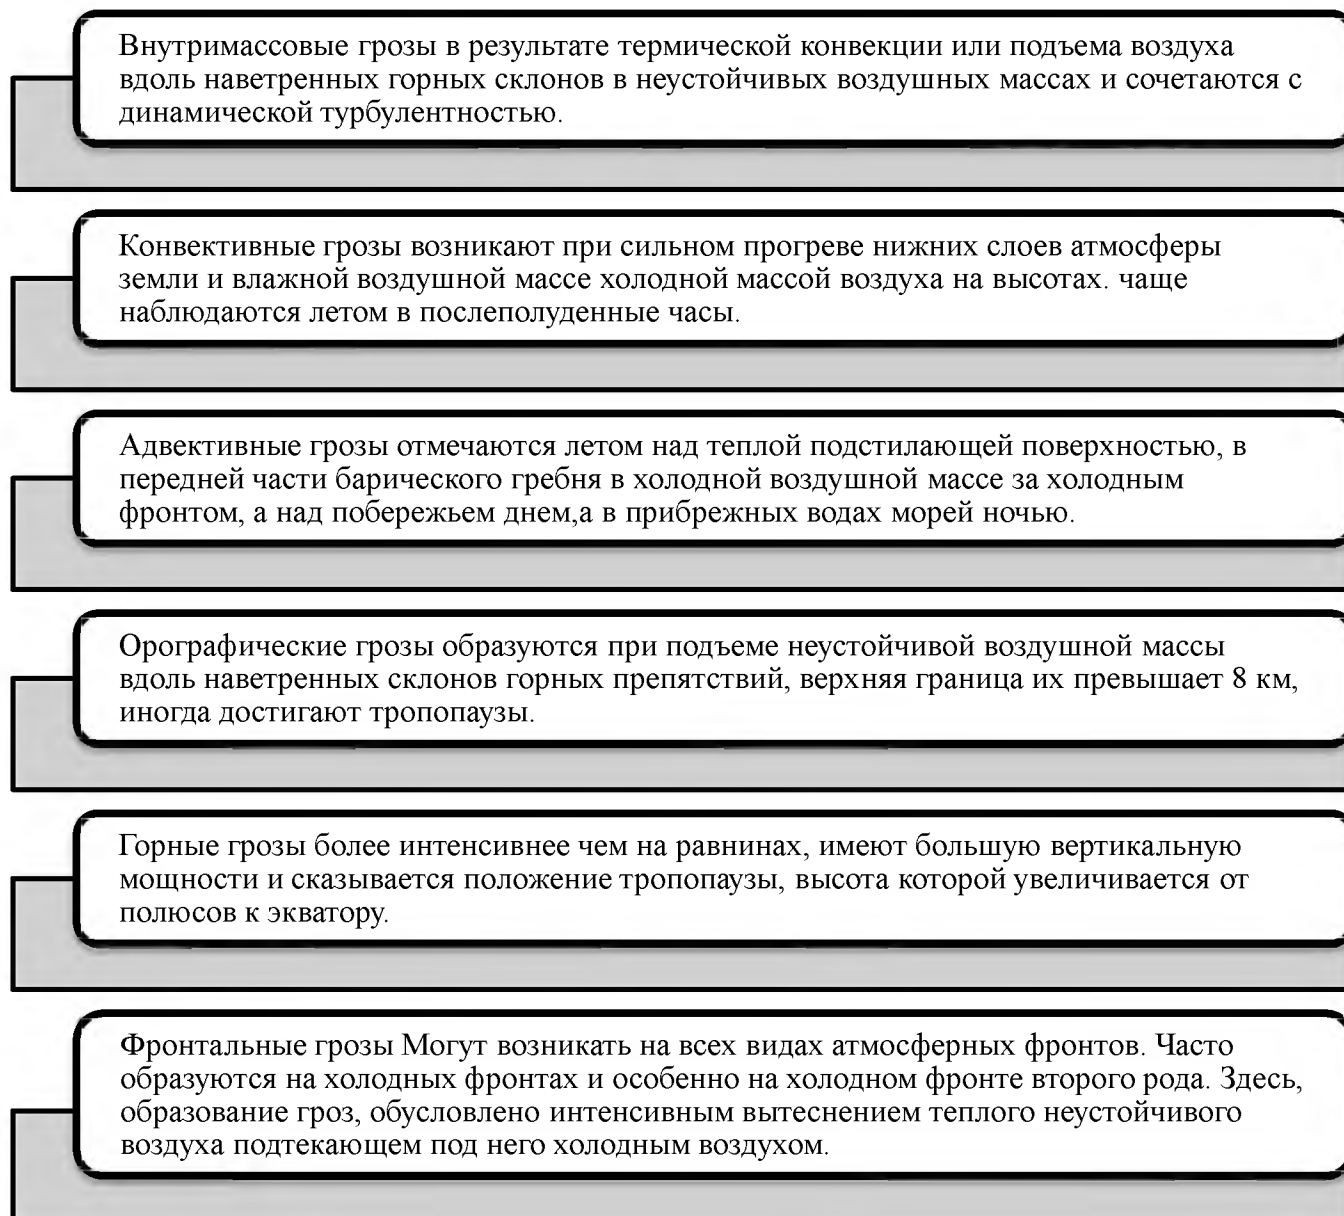 Внутримассовые грозы в результате термической конвекции или подъема воздуха
вдоль наветренных горных склонов в неустойчивых воздушных массах и сочетаются с
динамической турбулентностью.
Конвективные грозы возникают при сильном прогреве нижних слоев атмосферы
земли и влажной воздушной массе холодной массой воздуха на высотах. чаще
наблюдаются летом в послеполуденные часы.
Адвективные грозы отмечаются летом над теплой подстилающей поверхностью, в
передней части барического гребня в холодной воздушной массе за холодным
фронтом, а над побережьем днем,а в прибрежных водах морей ночью.
Орографические грозы образуются при подъеме неустойчивой воздушной массы
вдоль наветренных склонов горных препятствий, верхняя граница их превышает 8 км,
иногда достигают тропопаузы.
Горные грозы более интенсивнее чем на равнинах, имеют большую вертикальную
мощности и сказывается положение тропопаузы, высота которой увеличивается от
полюсов к экватору.
Фронтальные грозы Могут возникать на всех видах атмосферных фронтов. Часто
образуются на холодных фронтах и особенно на холодном фронте второго рода. Здесь,
образование гроз, обусловлено интенсивным вытеснением теплого неустойчивого
воздуха подтекающем под него холодным воздухом.